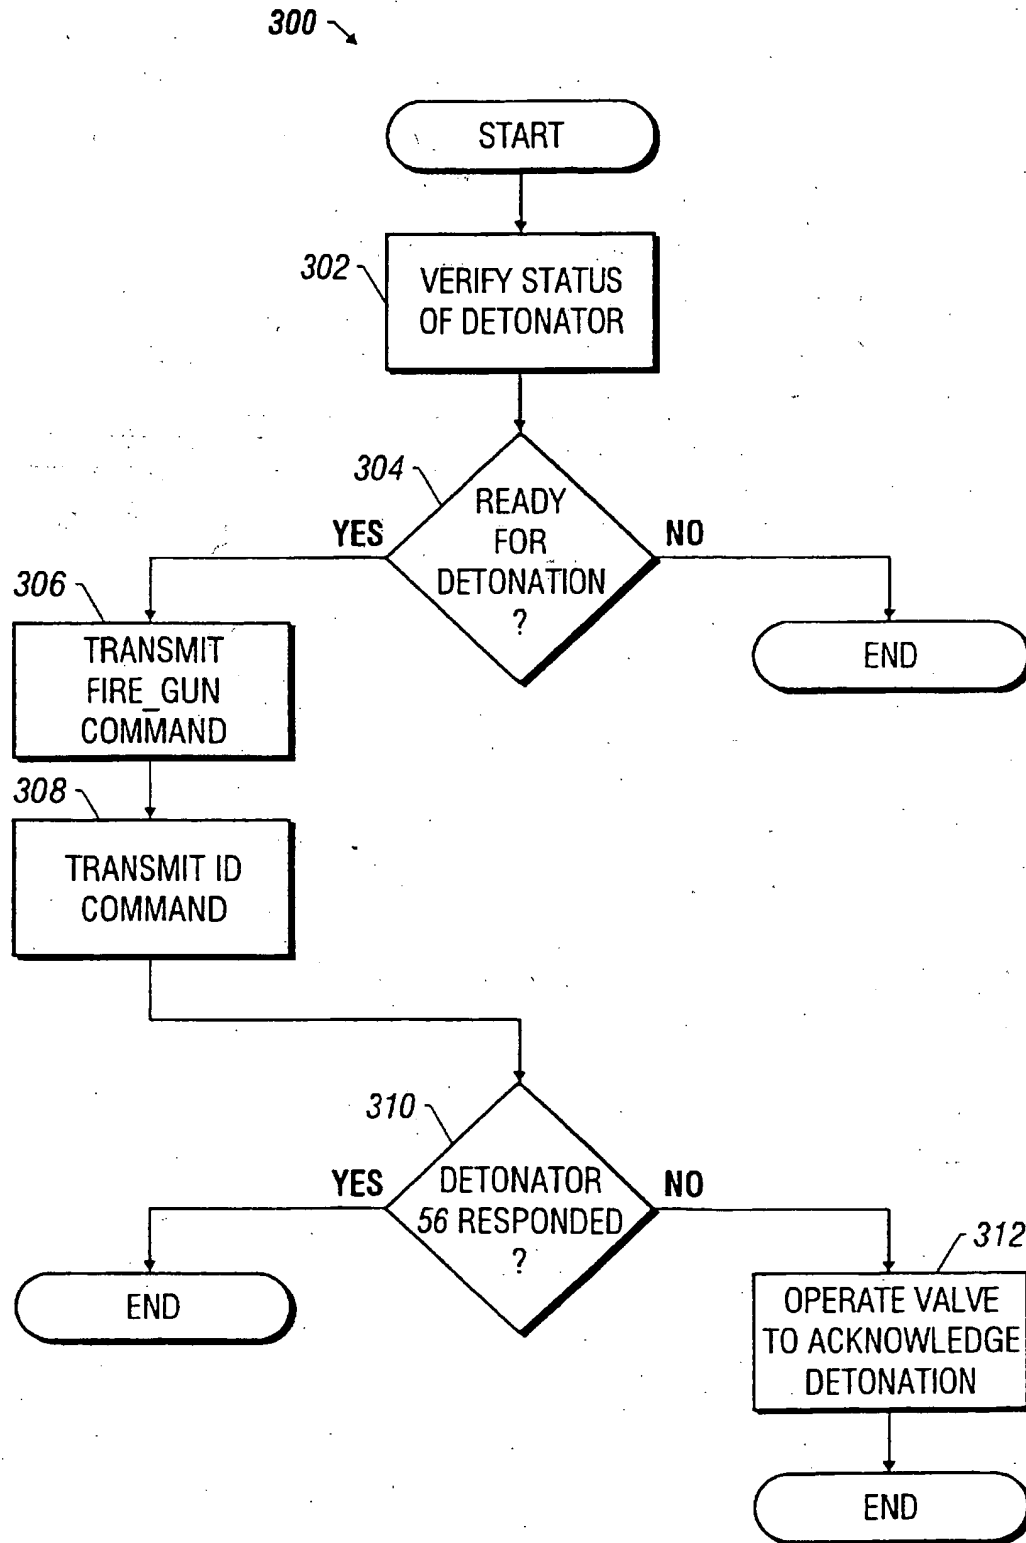 300
START
302
VERIFY STATUS
OF DETONATOR
304
READY
FOR
DETONATION
?
YES
NO
306
TRANSMIT
FIRE_GUN
COMMAND
END
308
TRANSMIT ID
COMMAND
310
DETONATOR
56 RESPONDED
?
YES
NO
END
312
OPERATE VALVE
TO ACKNOWLEDGE
DETONATION
END